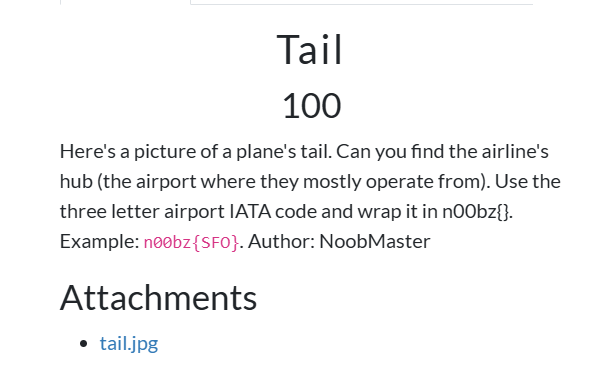 Tail
100
Here's a picture of a plane's tail. Can you find the airline's
hub (the airport where they mostly operate from). Use the
three letter airport IATA code and wrap it in n00bz{}.
Example: n00bz{SFO}. Author: NoobMaster
Attachments
tail.jpg